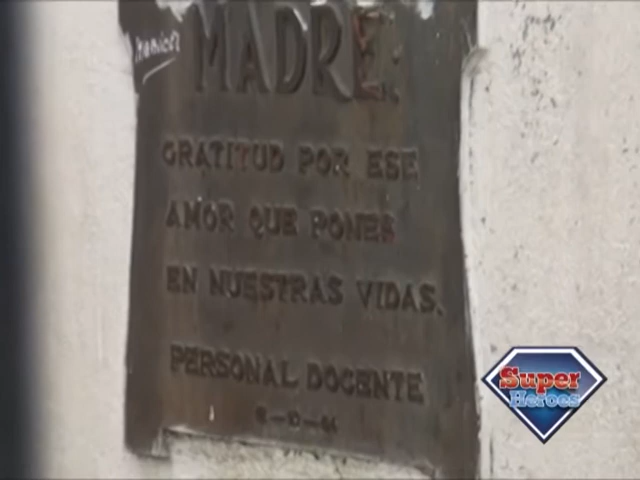 MADRE:
GRATITUD POR ESE
AMOR QUE PONES
EN NUESTRAS VIDAS.
PERSONAL DOCENTE
Super
Heroes